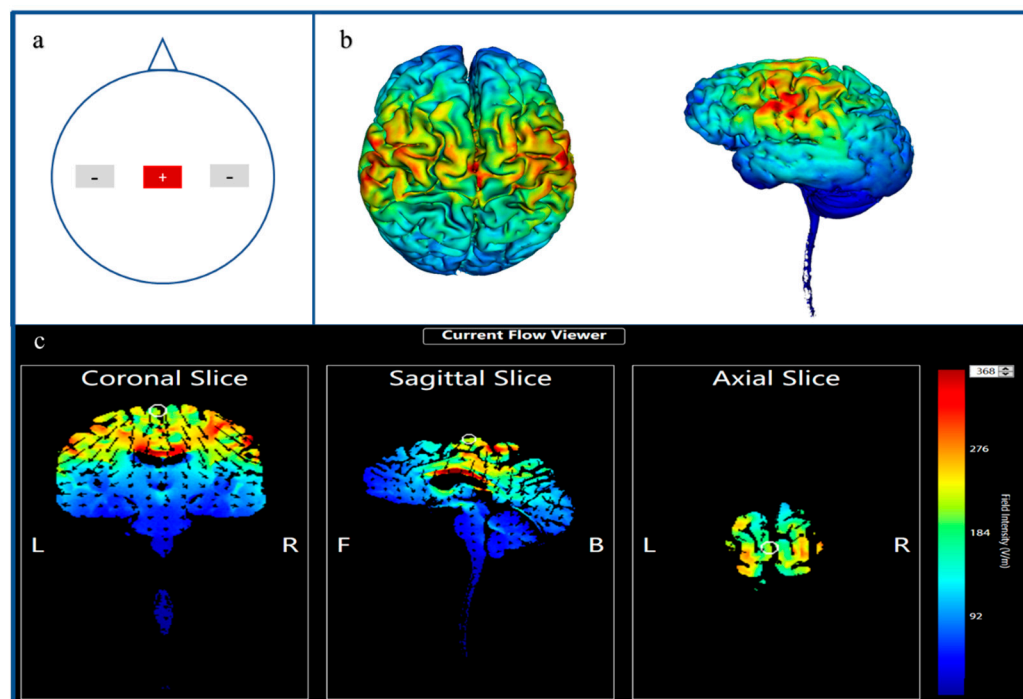 a
b
- + -
c
Current Flow Viewer
Coronal Slice
Sagittal Slice
Axial Slice
L
R
F
B
L
R
368
276
184
92
Field Intensity (V/m)